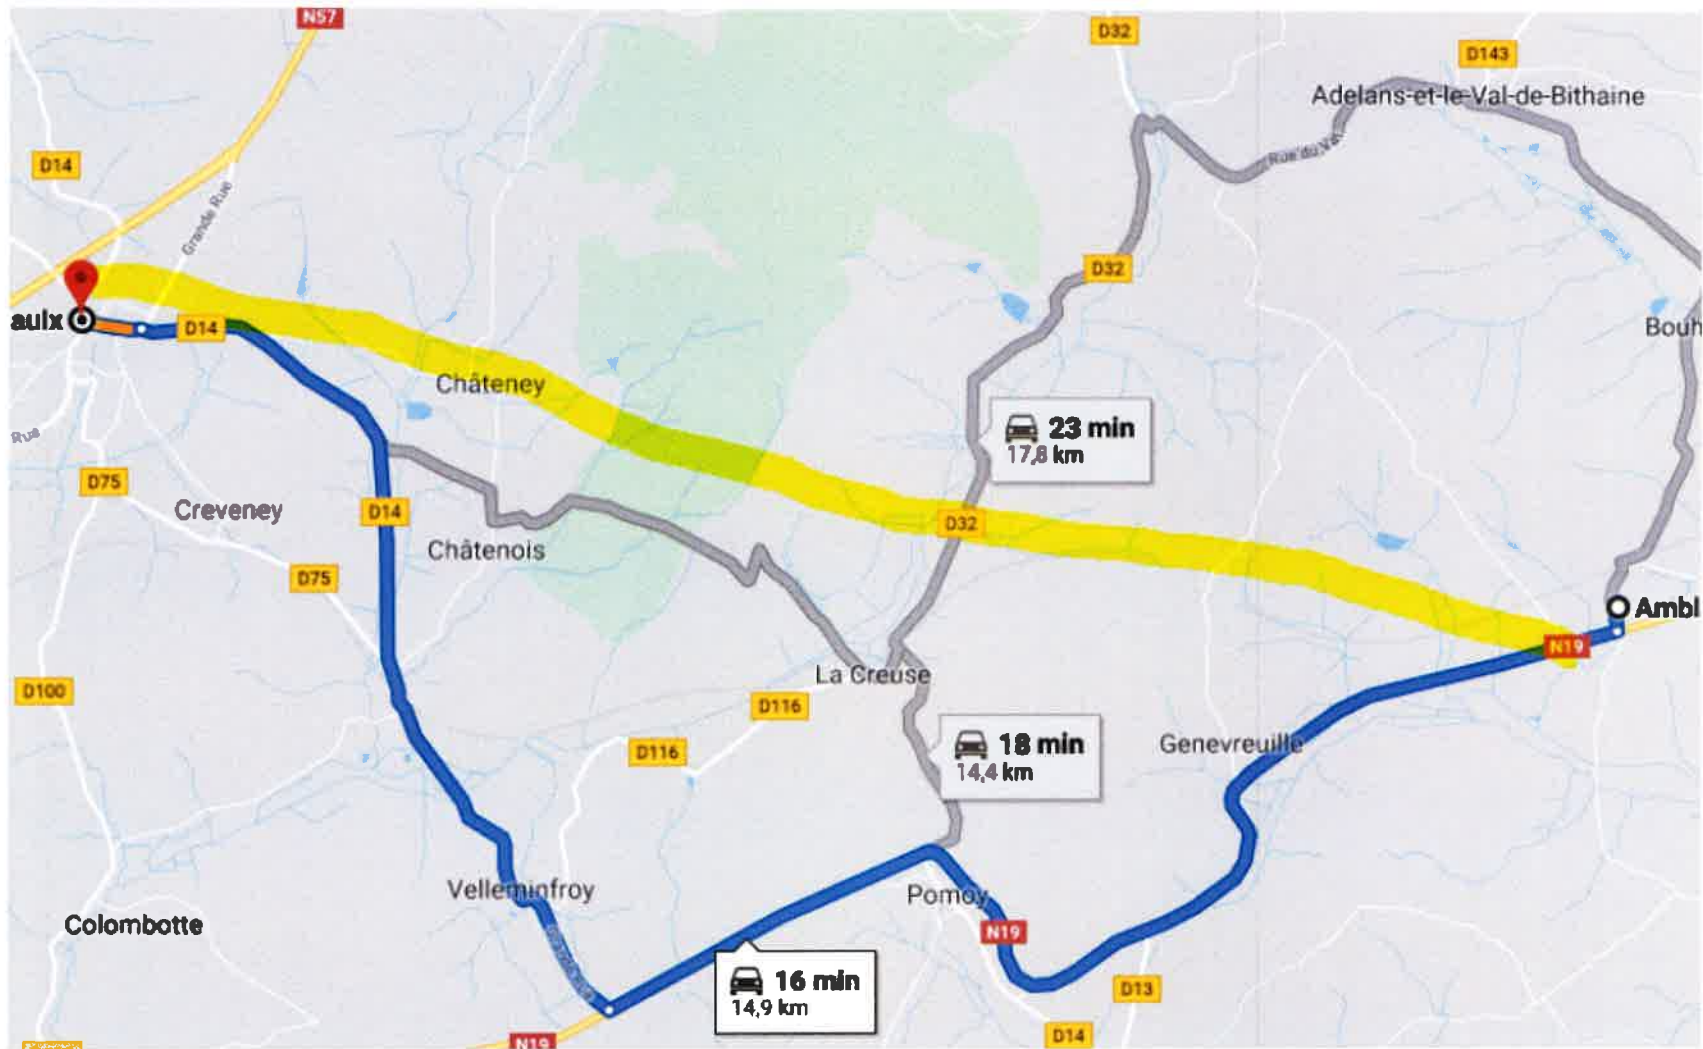 N57
D32
D143
Adelans-et-le-Val-de-Bithaine
D14
Rue du Val
Grande Rue
D32
aulx
D14
Bouh
Châteney
23 min
17,8 km
Rue
D75
Creveney
D14
D32
Châtenois
D75
Ambl
N19
La Creuse
D100
D116
D116
18 min
14,4 km
Genevreuille
Velleminfroy
Pomoy
Colombotte
N19
16 min
14,9 km
D13
D14
N19